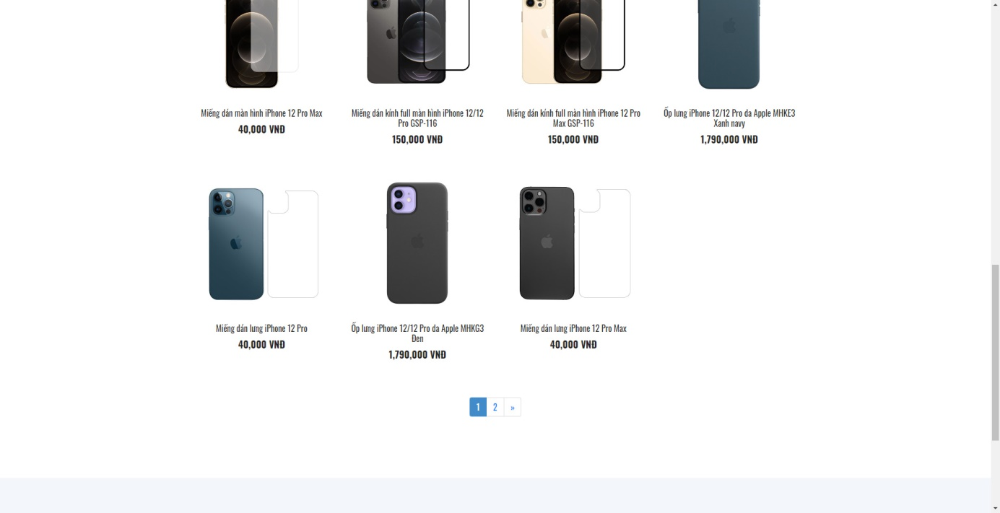 Miếng dán màn hình iPhone 12 Pro Max
40,000 VNĐ
Miếng dán kính full màn hình iPhone 12/12
Pro GSP-116
150,000 VNĐ
Miếng dán kính full màn hình iPhone 12 Pro
Max GSP-116
150,000 VNĐ
Ốp lưng iPhone 12/12 Pro da Apple MHKE3
Xanh navy
1,790,000 VNĐ
Miếng dán lưng iPhone 12 Pro
40,000 VNĐ
Ốp lưng iPhone 12/12 Pro da Apple MHKG3
Đen
1,790,000 VNĐ
Miếng dán lưng iPhone 12 Pro Max
40,000 VNĐ
1 2 »